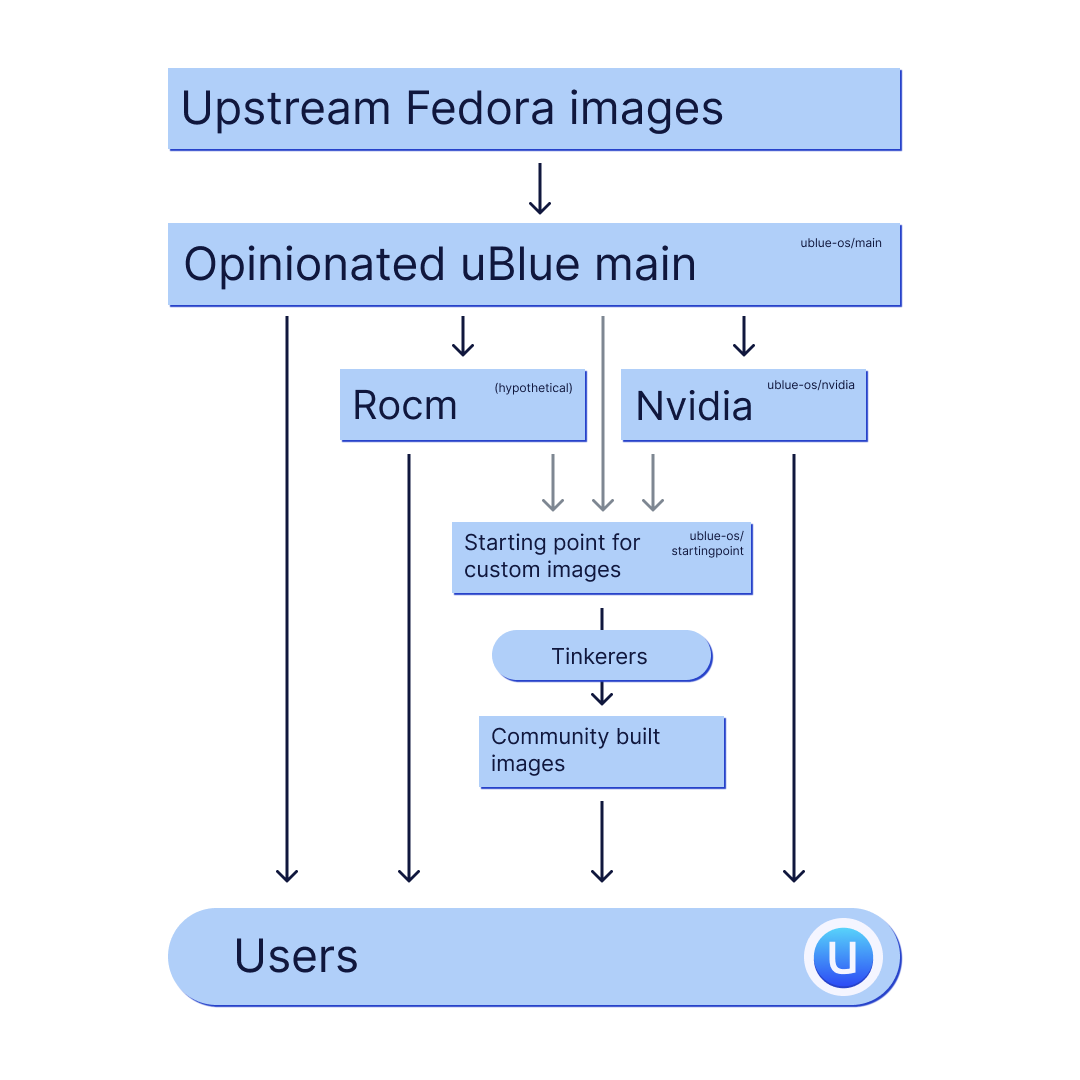 Upstream Fedora images
Opinionated uBlue main
ublue-os/main
Rocm
(hypothetical)
Nvidia
ublue-os/nvidia
Starting point for
custom images
ublue-os/
startingpoint
Tinkerers
Community built
images
Users
U